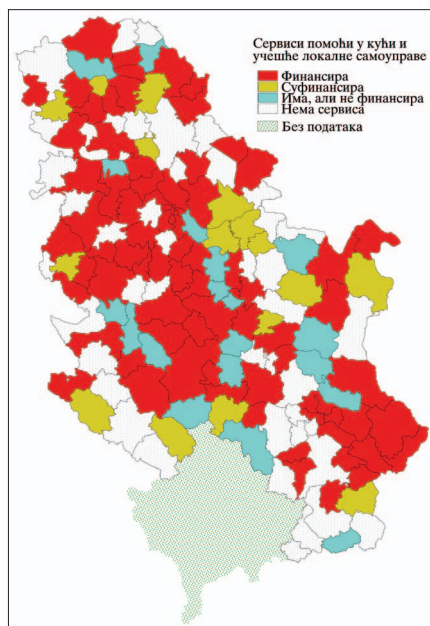 Сервиси помоћи у кући и
учешће локалне самоуправе
Финансира
Суфинансира
Има, али не финансира
Нема сервиса
Без података